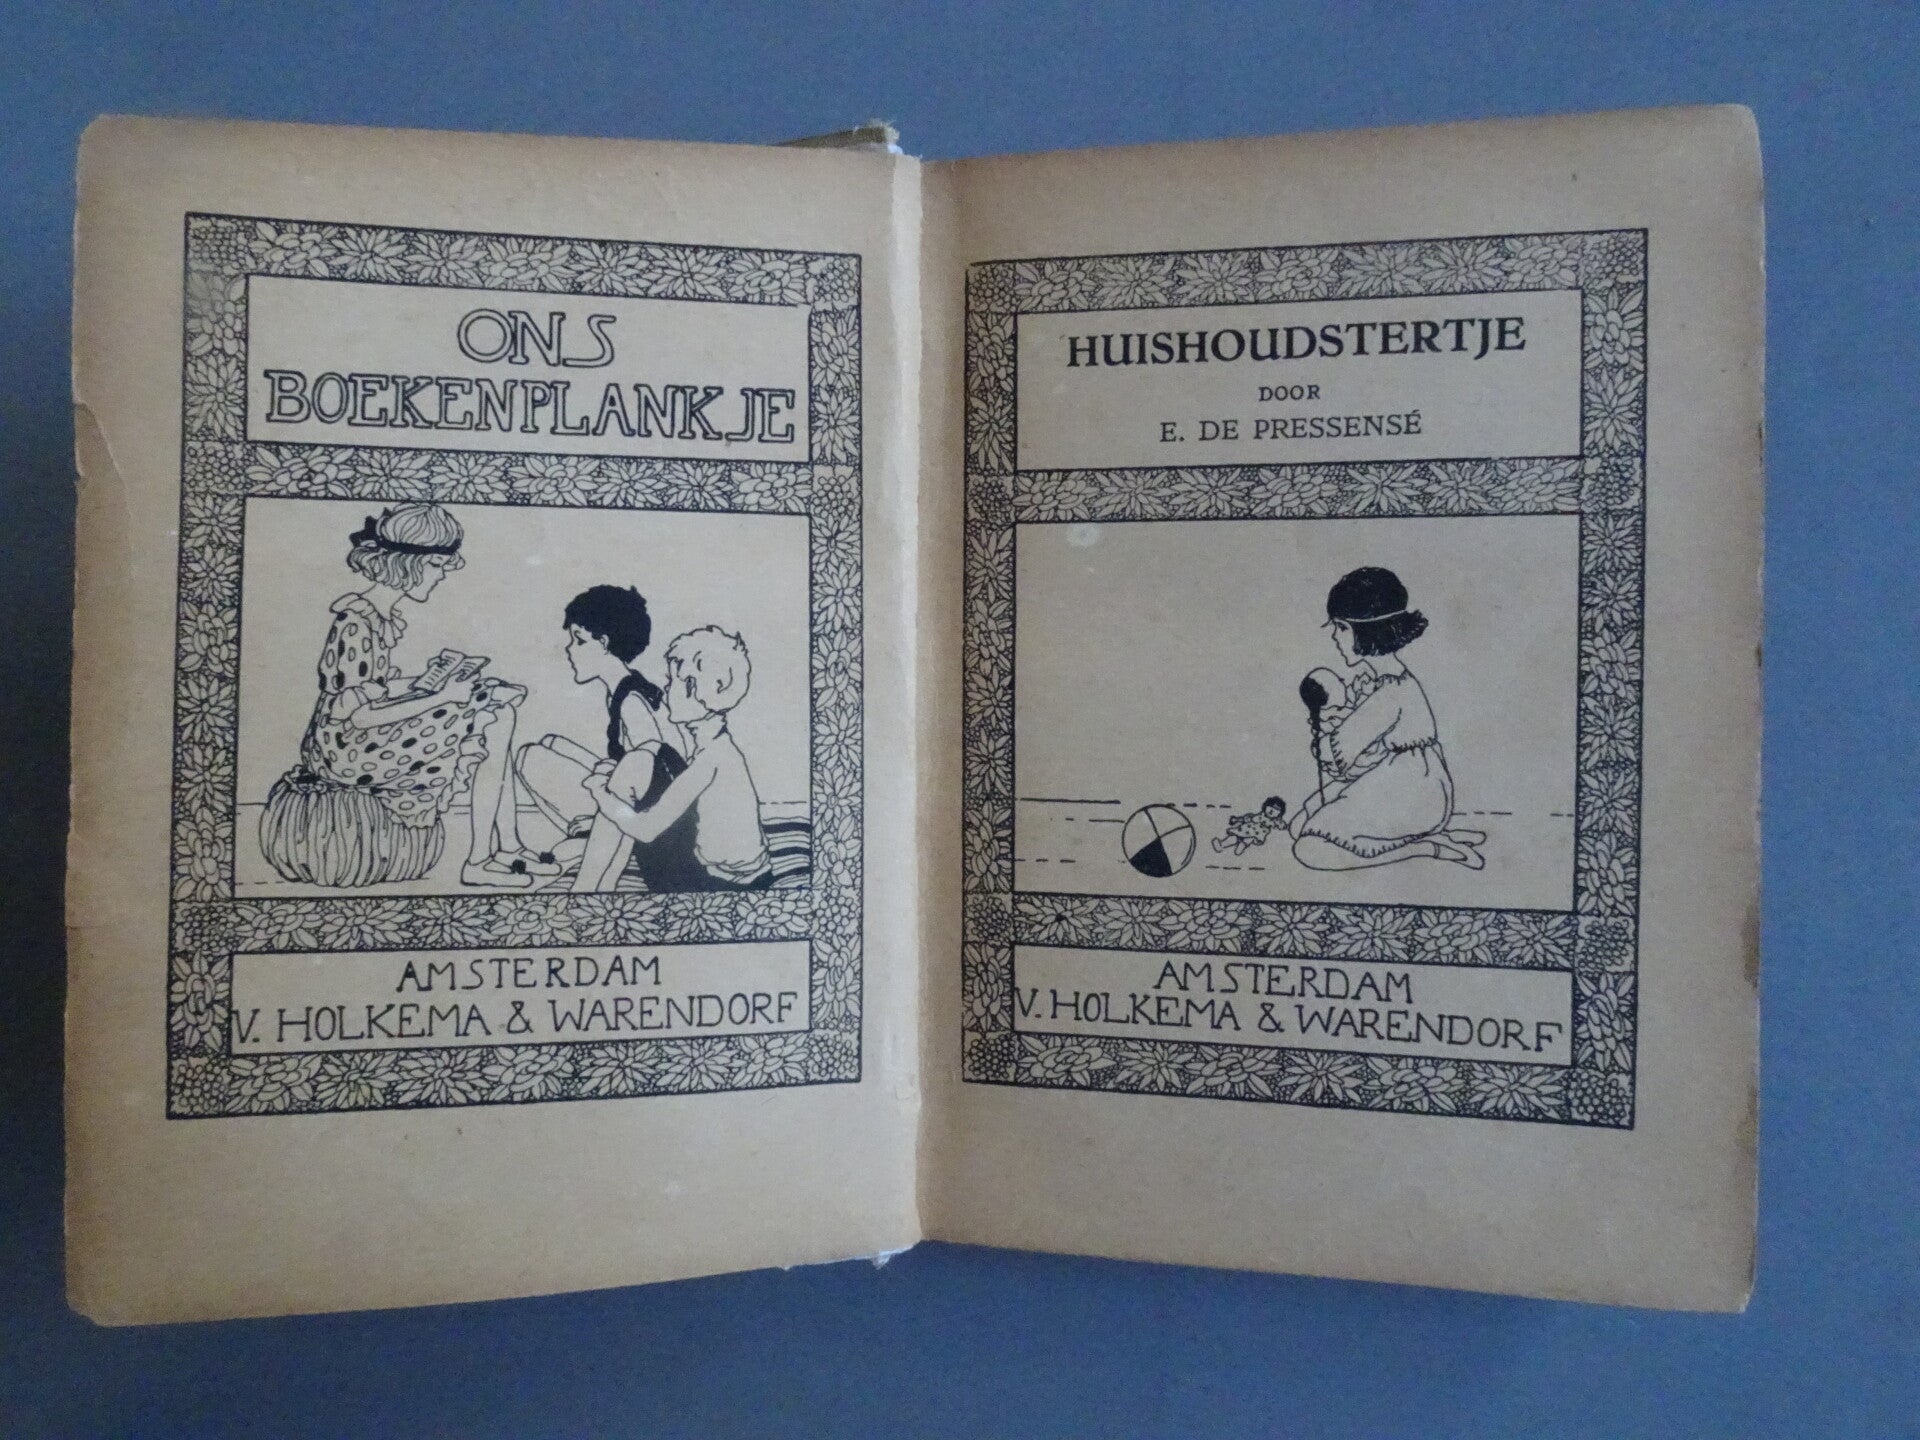 ONS
BOEKENPLANKJE
AMSTERDAM
V. HOLKEMA & WARENDORF
HUISHOUDSTERTJE
DOOR
E. DE PRESSENSÉ
AMSTERDAM
V. HOLKEMA & WARENDORF